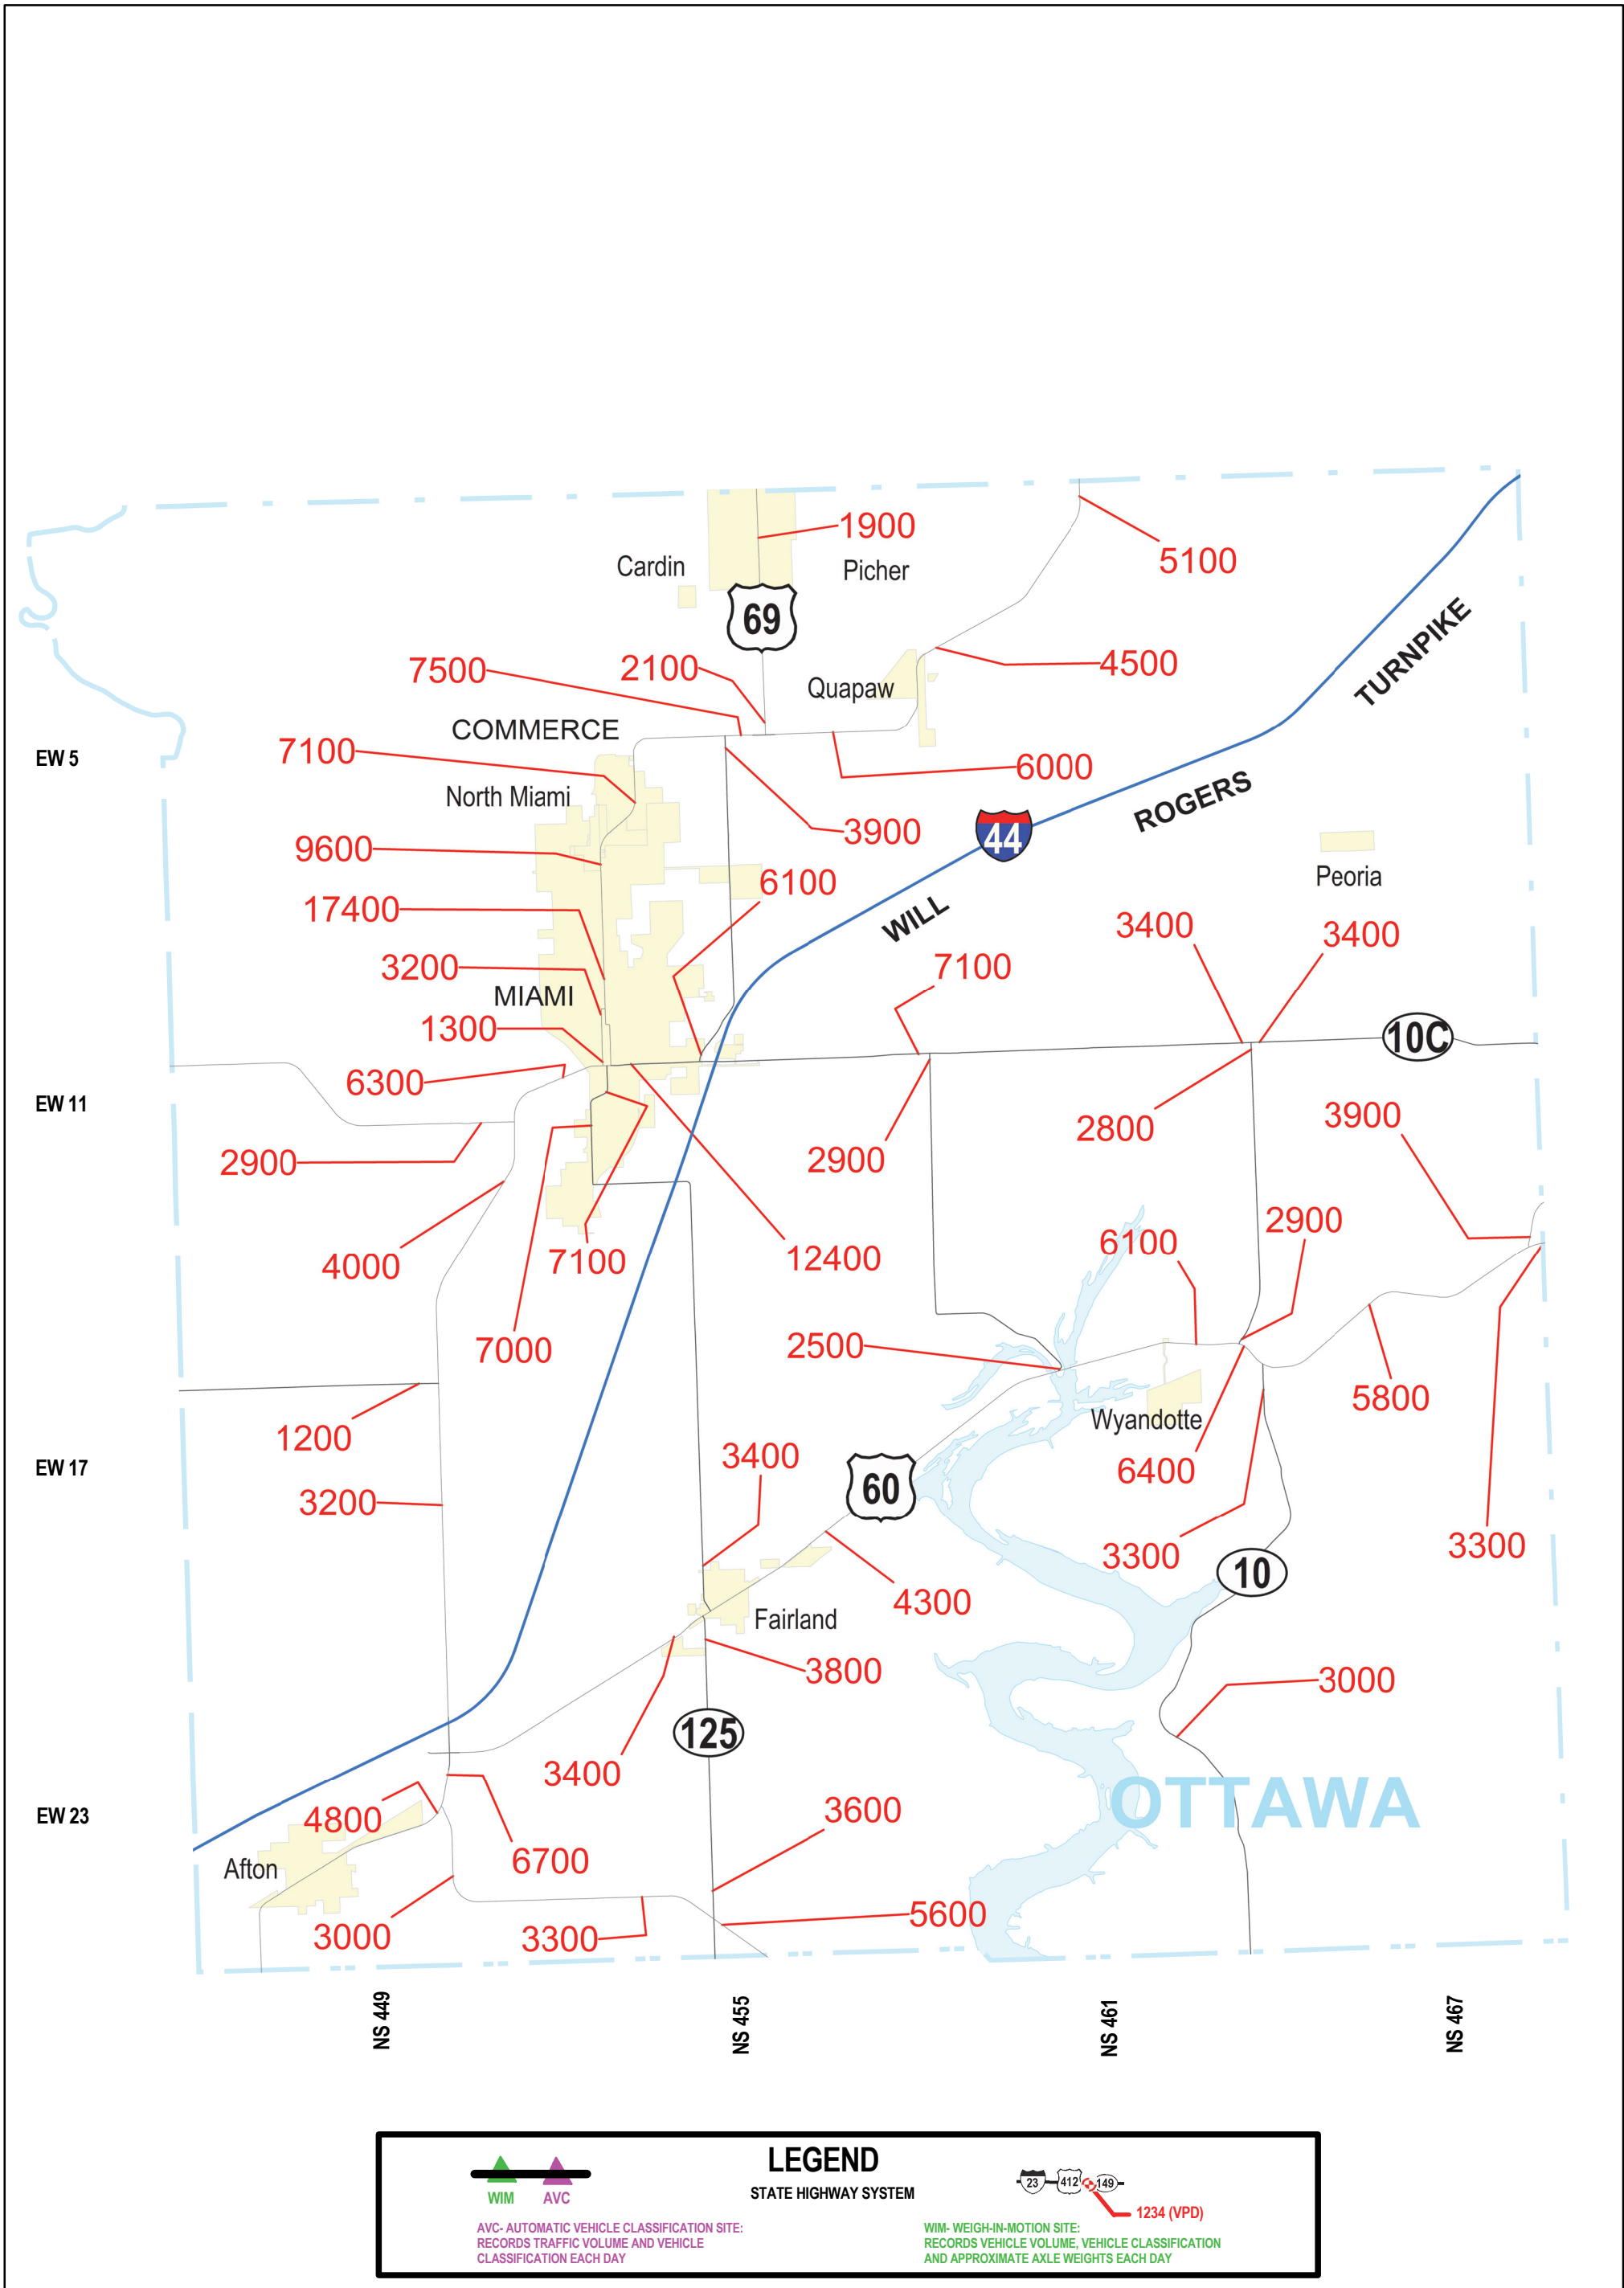 1900
Cardin
Picher
5100
69
TURNPIKE
7500
2100
4500
Quapaw
COMMERCE
7100
EW 5
6000
North Miami
ROGERS
3900
44
9600
6100
Peoria
17400
WILL
3400
3400
3200
7100
MIAMI
1300
10C
6300
EW 11
2800
3900
2900
2900
2900
6100
4000
7100
12400
7000
2500
5800
1200
Wyandotte
3400
EW 17
6400
60
3200
3300
3300
10
4300
Fairland
3800
3000
125
3400
OTTAWA
EW 23
4800
3600
6700
Afton
5600
3000
3300
NS 449
NS 455
NS 461
NS 467
LEGEND
STATE HIGHWAY SYSTEM
WIM AVC
23 412 149
1234 (VPD)
AVC- AUTOMATIC VEHICLE CLASSIFICATION SITE:
RECORDS TRAFFIC VOLUME AND VEHICLE
CLASSIFICATION EACH DAY
WIM- WEIGH-IN-MOTION SITE:
RECORDS VEHICLE VOLUME, VEHICLE CLASSIFICATION
AND APPROXIMATE AXLE WEIGHTS EACH DAY